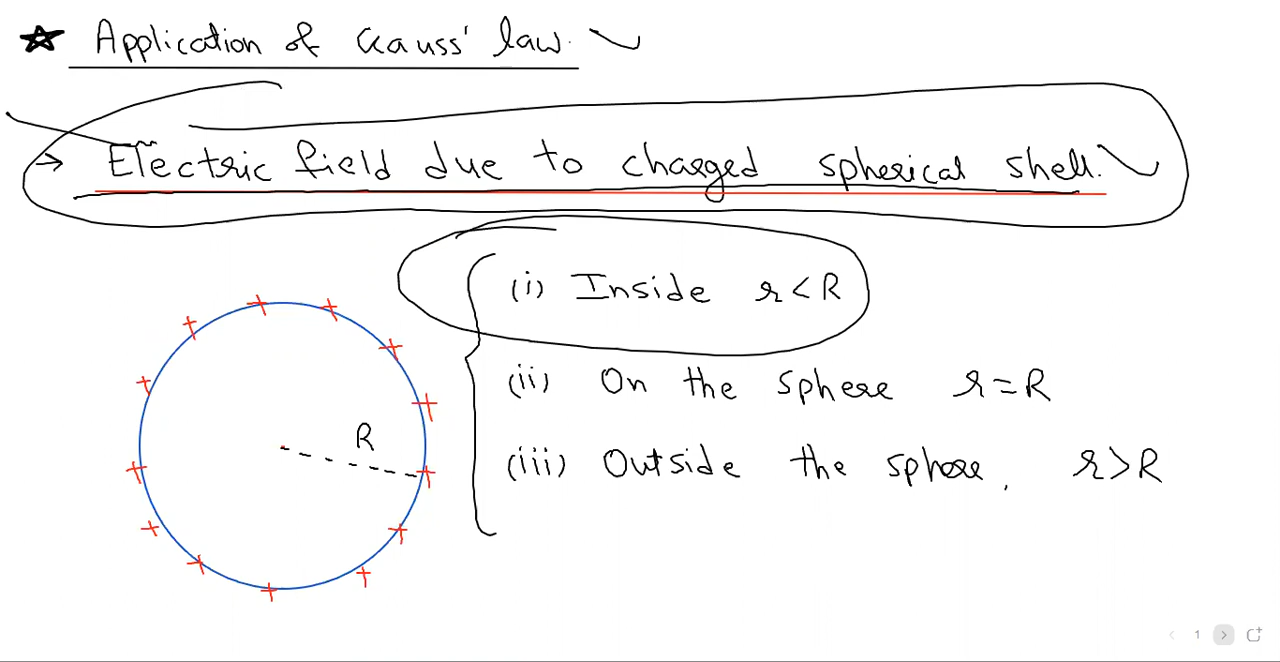 Application of Gauss' law.
→ Electric field due to charged spherical shell.
(i) Inside r<R
(ii) On the sphere r=R
(iii) Outside the sphere, r>R
R
1